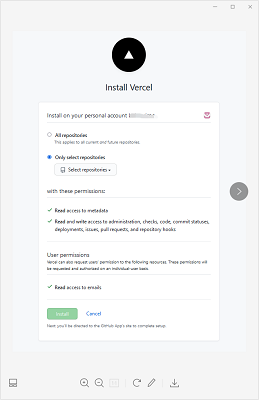 Install Vercel
Install on your personal account
All repositories
This applies to all current and future repositories.
Only select repositories
Select repositories
with these permissions:
Read access to metadata
Read and write access to administration, checks, code, commit statuses,
deployments, issues, pull requests, and repository hooks
User permissions
Vercel can also request users' permission to the following resources. These permissions will
be requested and authorized on an individual-user basis.
Read access to emails
Install
Cancel
Next: you'll be directed to the GitHub App's site to complete setup.